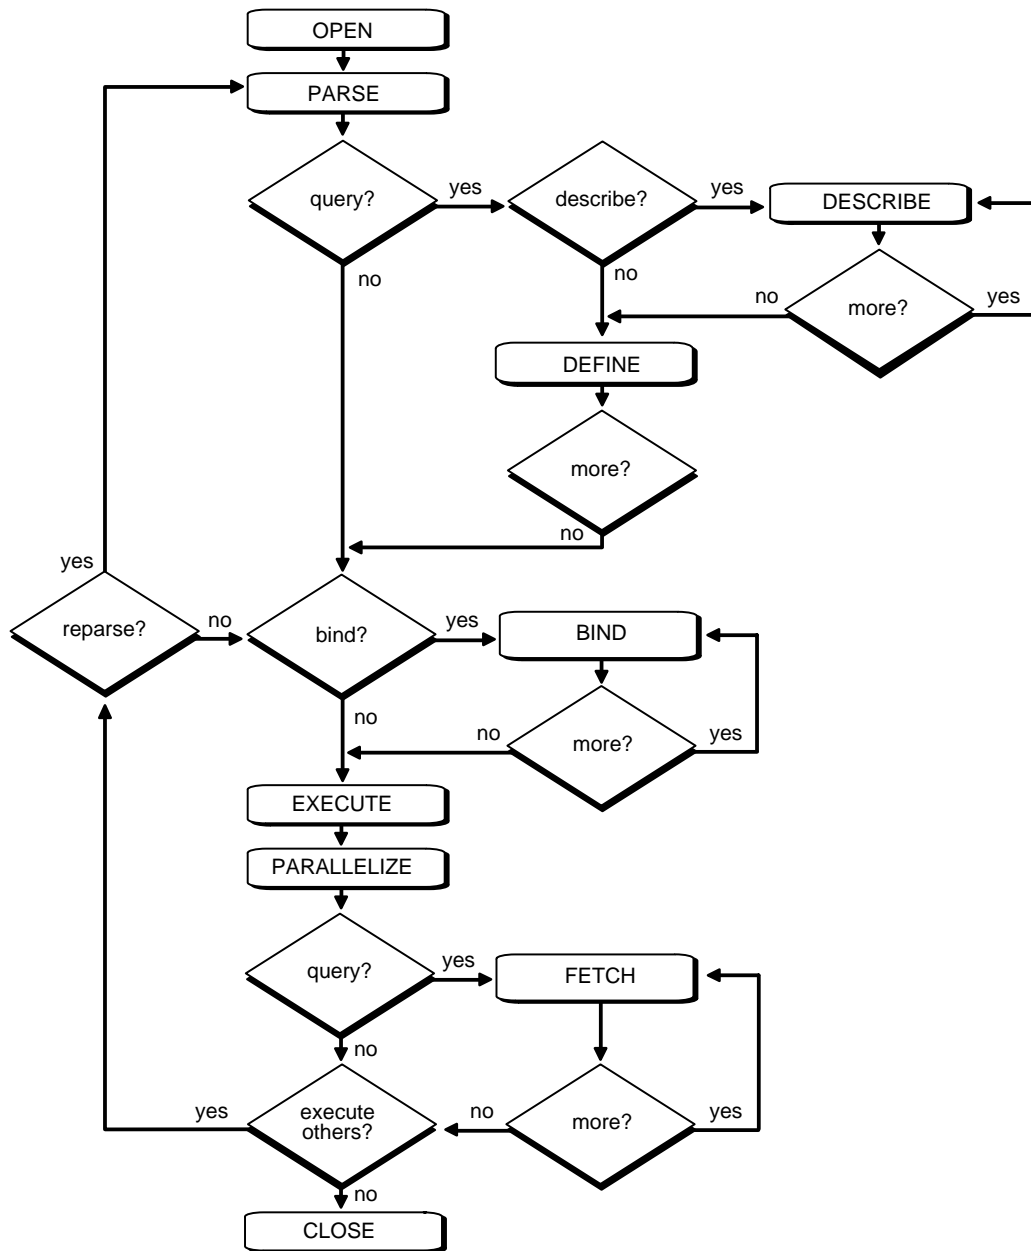 OPEN
PARSE
query?
yes
describe?
yes
DESCRIBE
no
no
no
more?
yes
DEFINE
more?
no
yes
reparse?
no
bind?
yes
BIND
no
no
more?
yes
EXECUTE
PARALLELIZE
query?
yes
FETCH
no
yes
execute
others?
no
more?
yes
no
CLOSE